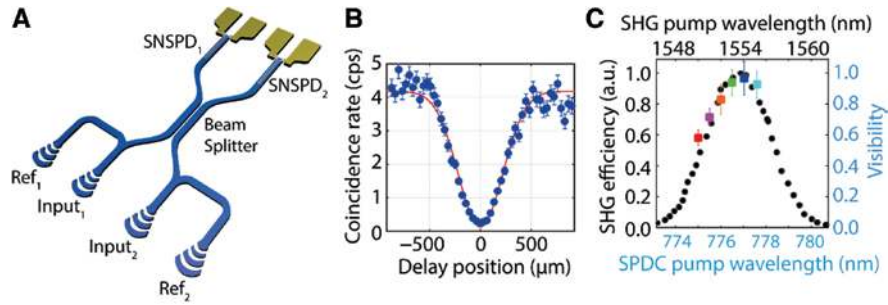 A
SNSPD1
SNSPD2
Beam
Splitter
Ref1
Input1
Input2
Ref2
B
Coincidence rate (cps)
5
4
3
2
1
0
−500
0
500
Delay position (μm)
C
SHG pump wavelength (nm)
1548
1554
1560
SHG efficiency (a.u.)
1.0
0.8
0.6
0.4
0.2
0.0
1.0
0.8
0.6
0.4
0.2
0.0
Visibility
774
776
778
780
SPDC pump wavelength (nm)